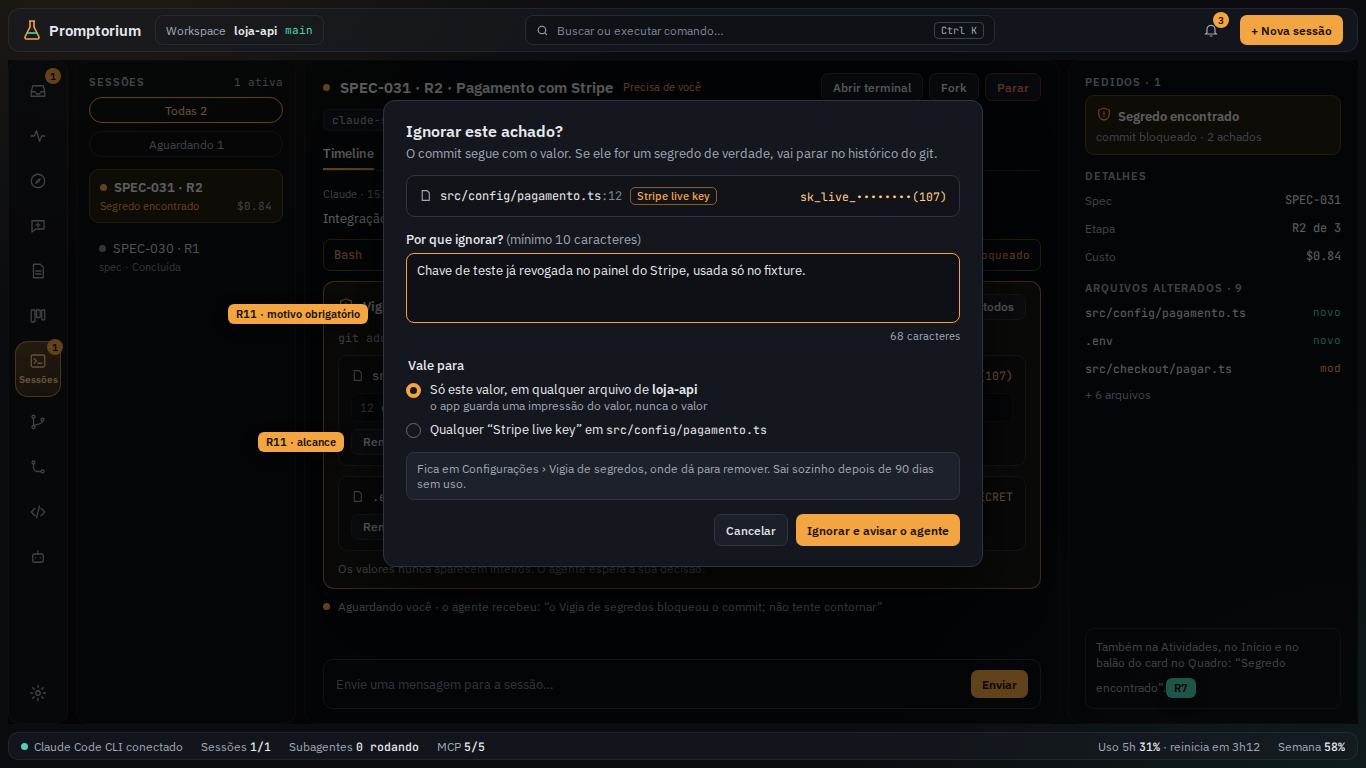 Promptorium
Workspace loja-api main
Buscar ou executar comando...
Ctrl K
3
+ Nova sessão
1
SESSÕES 1 ativa
Todas 2
Aguardando 1
SPEC-031 · R2
Segredo encontrado $0.84
SPEC-030 · R1
spec · Concluída
1
Sessões
SPEC-031 · R2 · Pagamento com Stripe Precisa de você
Abrir terminal
Fork
Parar
Timeline
Claude · 15:
Integração
Bash
Ignorar este achado?
O commit segue com o valor. Se ele for um segredo de verdade, vai parar no histórico do git.
src/config/pagamento.ts:12 Stripe live key sk_live_••••••••(107)
Por que ignorar? (mínimo 10 caracteres)
Chave de teste já revogada no painel do Stripe, usada só no fixture.
68 caracteres
R11 · motivo obrigatório
Vale para
Só este valor, em qualquer arquivo de loja-api
o app guarda uma impressão do valor, nunca o valor
Qualquer “Stripe live key” em src/config/pagamento.ts
R11 · alcance
Fica em Configurações › Vigia de segredos, onde dá para remover. Sai sozinho depois de 90 dias
sem uso.
Cancelar
Ignorar e avisar o agente
Os valores nunca aparecem inteiros. O agente espera a sua decisão.
Aguardando você · o agente recebeu: “o Vigia de segredos bloqueou o commit; não tente contornar”
Envie uma mensagem para a sessão...
Enviar
PEDIDOS · 1
Segredo encontrado
commit bloqueado · 2 achados
DETALHES
Spec SPEC-031
Etapa R2 de 3
Custo $0.84
ARQUIVOS ALTERADOS · 9
src/config/pagamento.ts novo
.env novo
src/checkout/pagar.ts mod
+ 6 arquivos
Também na Atividades, no Início e no
balão do card no Quadro: “Segredo
encontrado”. R7
Claude Code CLI conectado
Sessões 1/1
Subagentes 0 rodando
MCP 5/5
Uso 5h 31% · reinicia em 3h12
Semana 58%